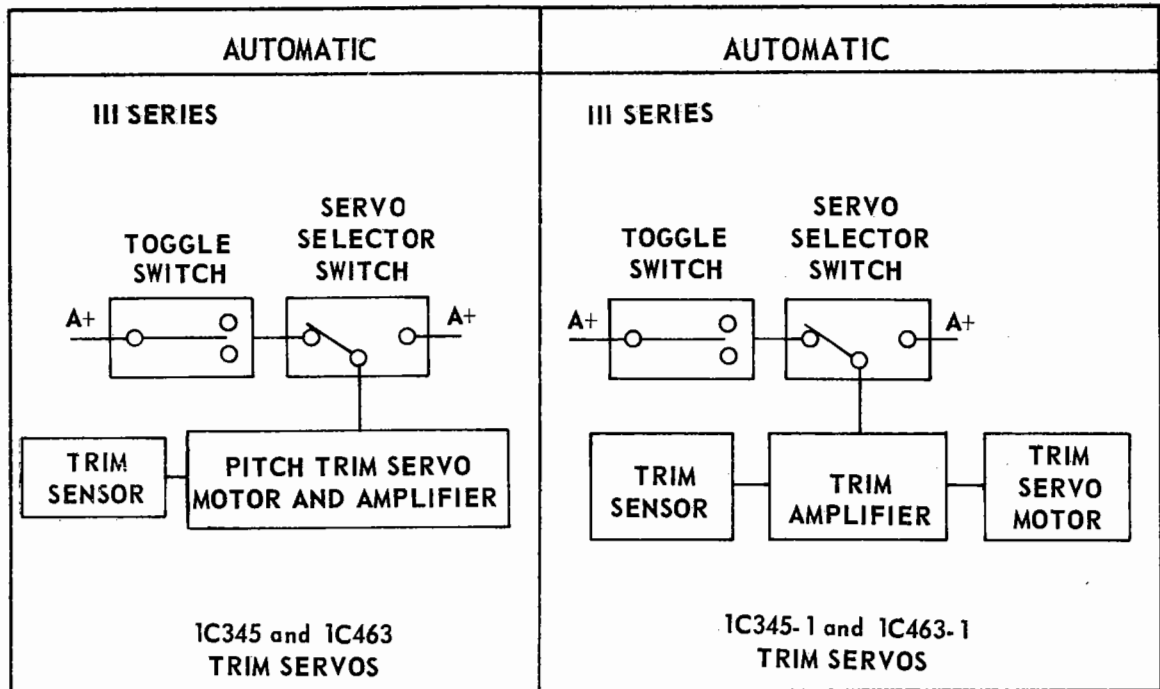 AUTOMATIC
III SERIES
TOGGLE
SWITCH
SERVO
SELECTOR
SWITCH
A+
A+
TRIM
SENSOR
PITCH TRIM SERVO
MOTOR AND AMPLIFIER
1C345 and 1C463
TRIM SERVOS
AUTOMATIC
III SERIES
TOGGLE
SWITCH
SERVO
SELECTOR
SWITCH
A+
A+
TRIM
SENSOR
TRIM
AMPLIFIER
TRIM
SERVO
MOTOR
1C345-1 and 1C463-1
TRIM SERVOS